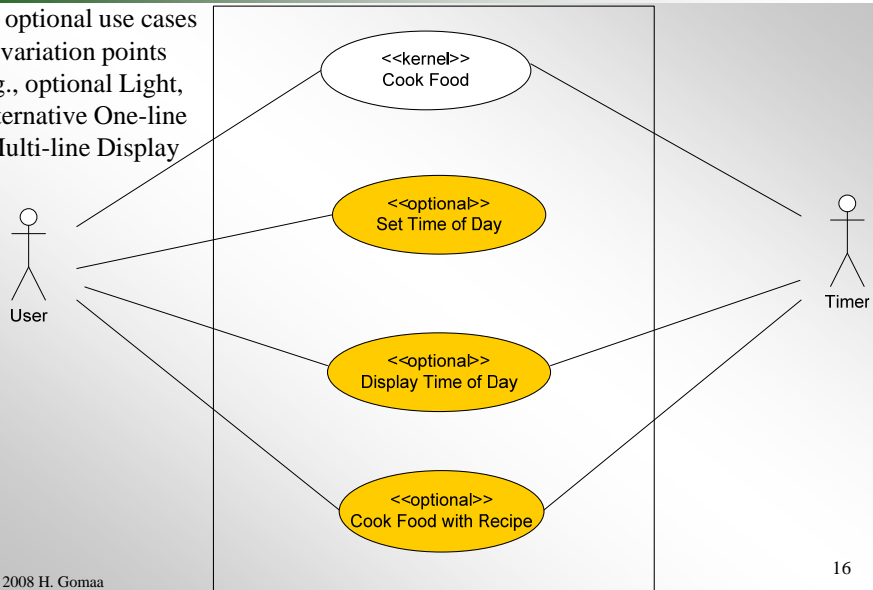 optional use cases
variation points
g., optional Light,
ternative One-line
Multi-line Display
<<kernel>>
Cook Food
<<optional>>
Set Time of Day
User
Timer
<<optional>>
Display Time of Day
<<optional>>
Cook Food with Recipe
2008 H. Gomaa
16